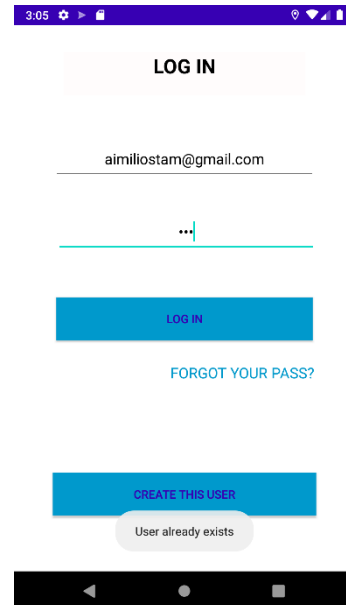 3:05
LOG IN
aimiliostam@gmail.com
•••
LOG IN
FORGOT YOUR PASS?
CREATE THIS USER
User already exists